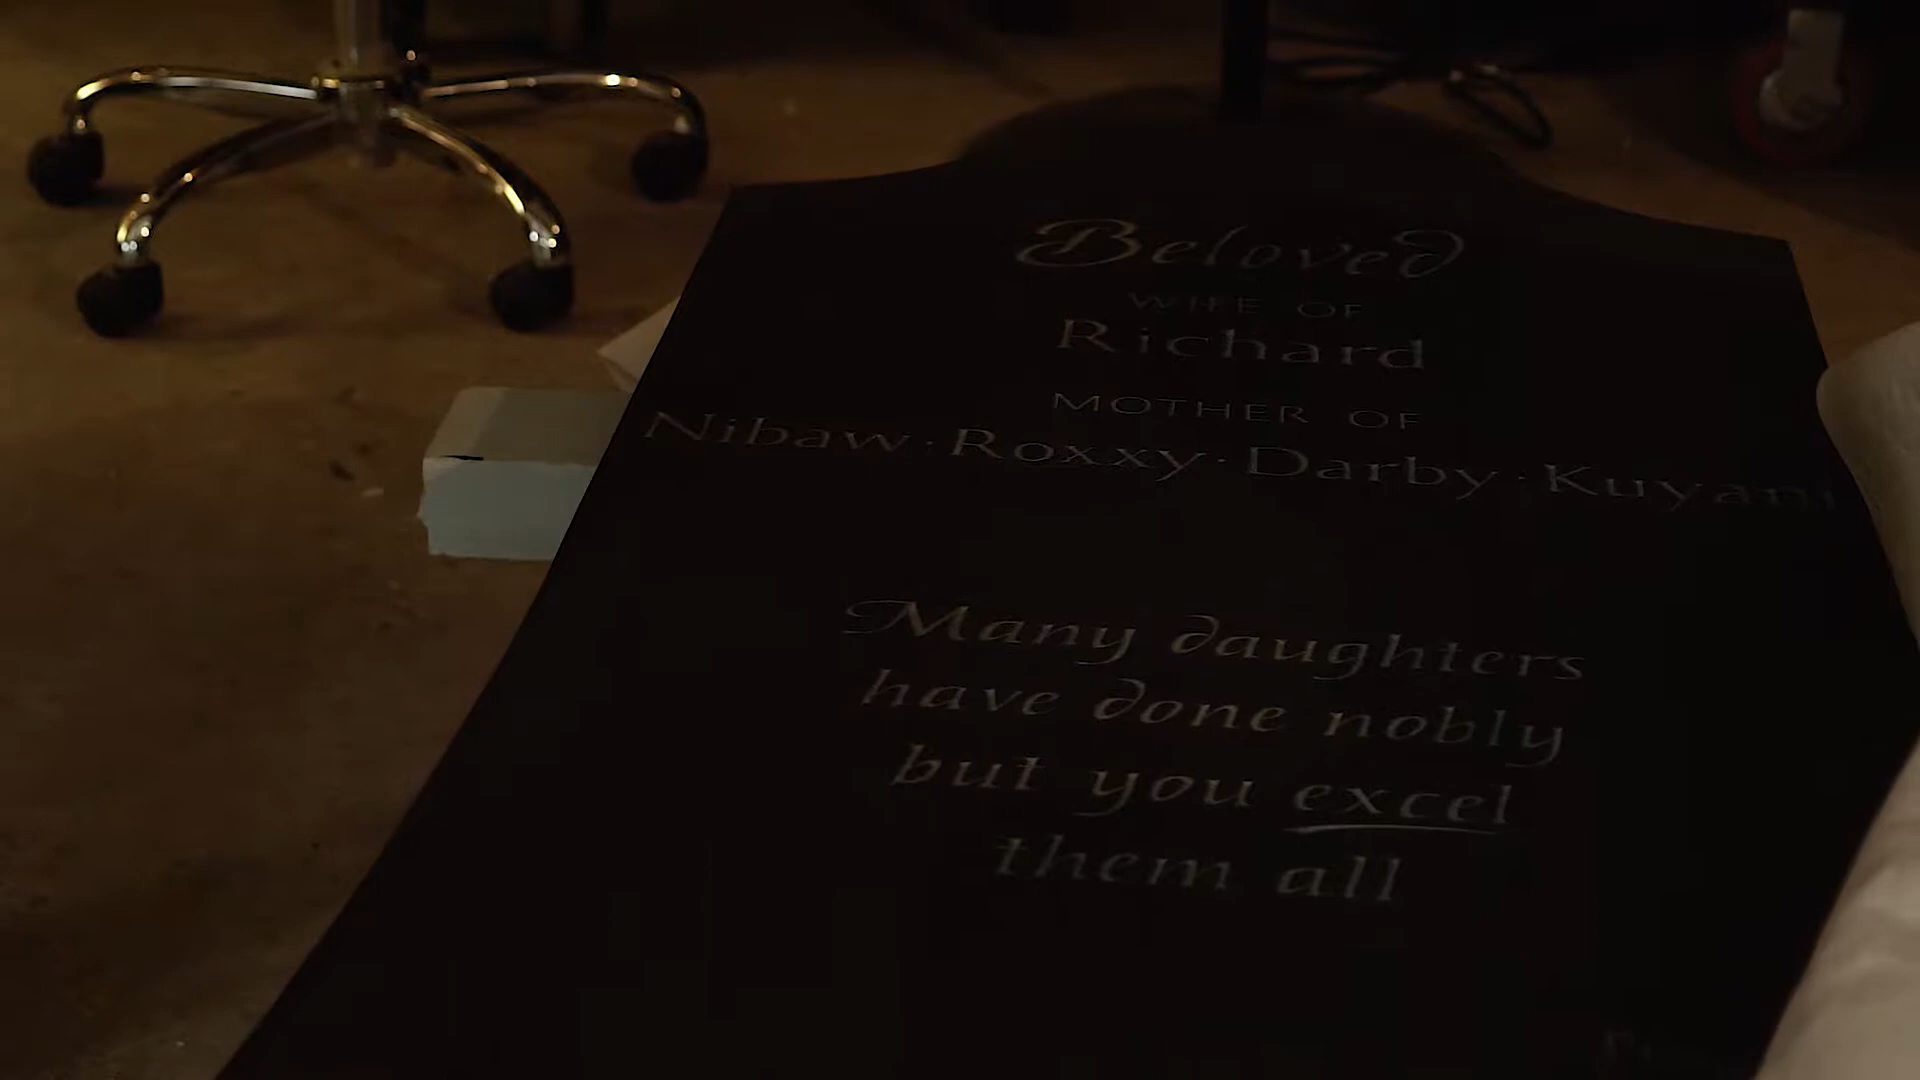 Beloved
WIFE OF
Richard
MOTHER OF
Nibaw · Roxxy · Darby · Kuyani
Many daughters
have done nobly
but you excel
them all